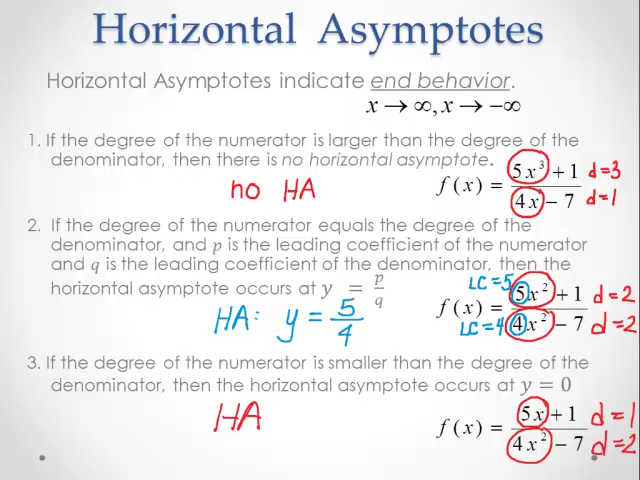 Horizontal Asymptotes
Horizontal Asymptotes indicate end behavior.
x → ∞, x → −∞
1. If the degree of the numerator is larger than the degree of the
denominator, then there is no horizontal asymptote.
no HA
f(x) = (5x³ + 1)/(4x − 7)
d=3
d=1
2. If the degree of the numerator equals the degree of the
denominator, and p is the leading coefficient of the numerator
and q is the leading coefficient of the denominator, then the
horizontal asymptote occurs at y = p/q
HA: y = 5/4
LC=5
LC=4
f(x) = (5x² + 1)/(4x² − 7)
d=2
d=2
3. If the degree of the numerator is smaller than the degree of the
denominator, then the horizontal asymptote occurs at y = 0
HA
f(x) = (5x + 1)/(4x² − 7)
d=1
d=2